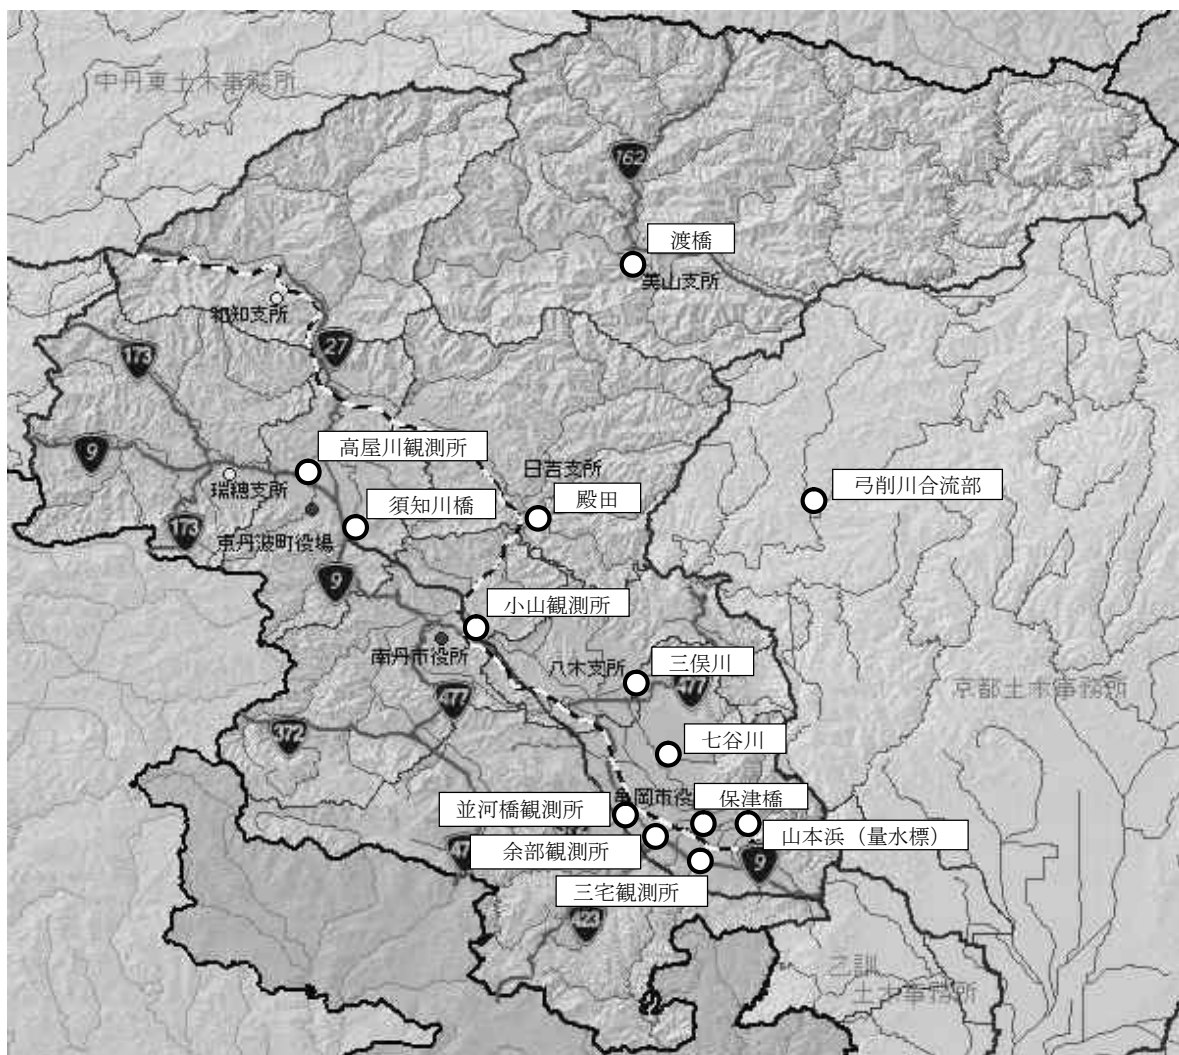 中丹東土木事務所
162
渡橋
美山支所
和知支所
27
173
9
高屋川観測所
日吉支所
瑞穂支所
殿田
弓削川合流部
須知川橋
173
京丹波町役場
9
小山観測所
南丹市役所
八木支所
三俣川
477
477
京都土木事務所
372
七谷川
亀岡市役
保津橋
並河橋観測所
山本浜（量水標）
余部観測所
9
三宅観測所
423
乙訓
土木事務所